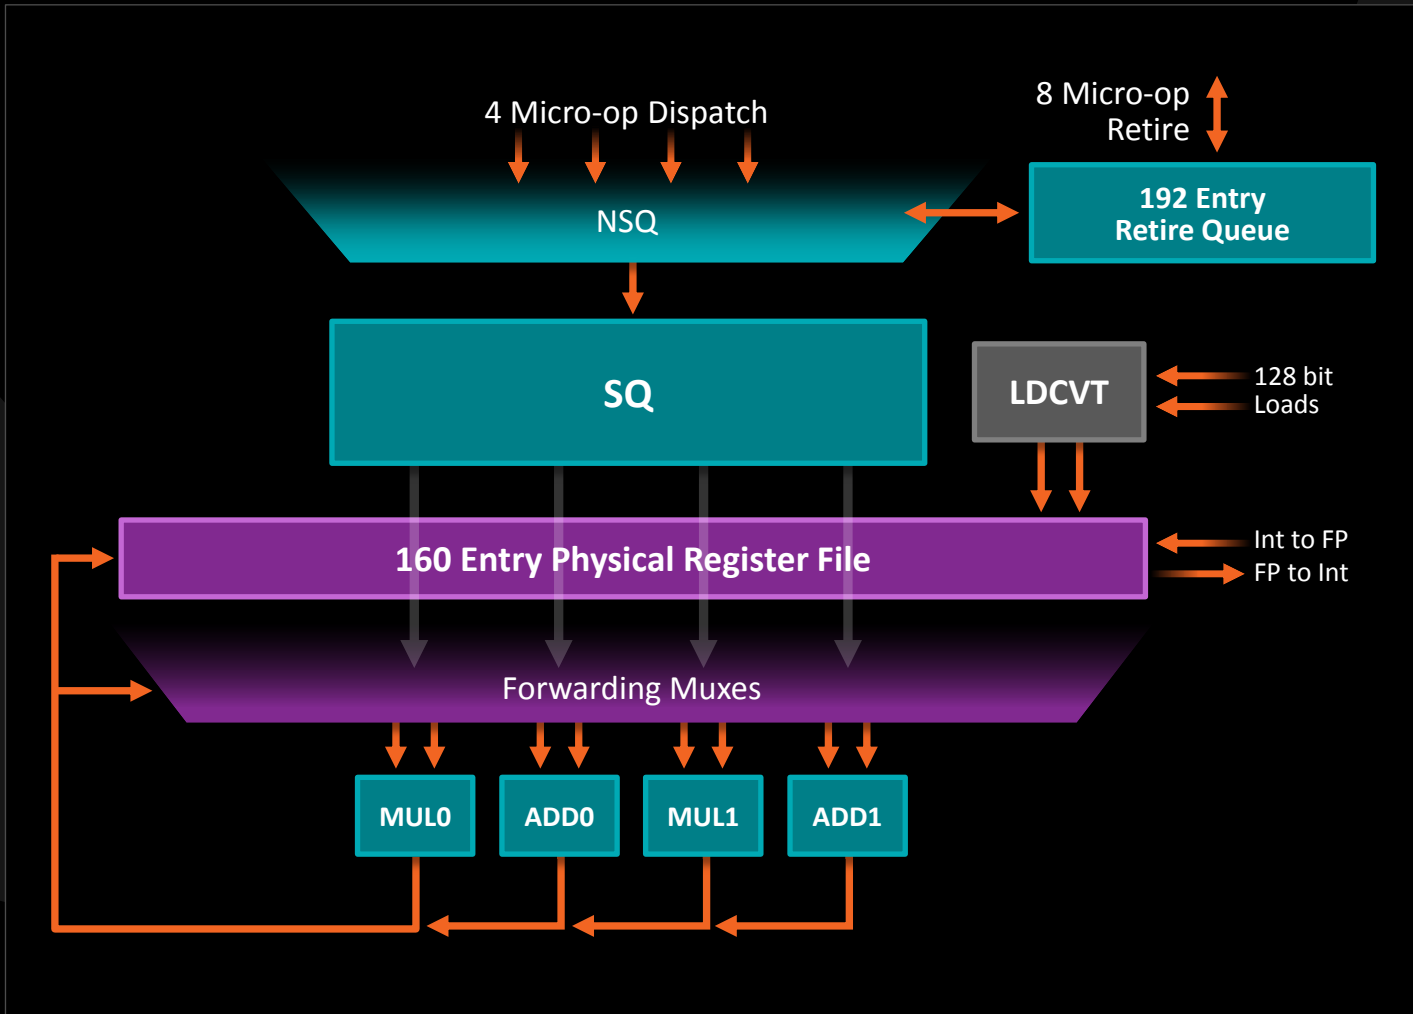 4 Micro-op Dispatch
8 Micro-op
Retire
NSQ
192 Entry
Retire Queue
SQ
LDCVT
128 bit
Loads
160 Entry Physical Register File
Int to FP
FP to Int
Forwarding Muxes
MUL0
ADD0
MUL1
ADD1